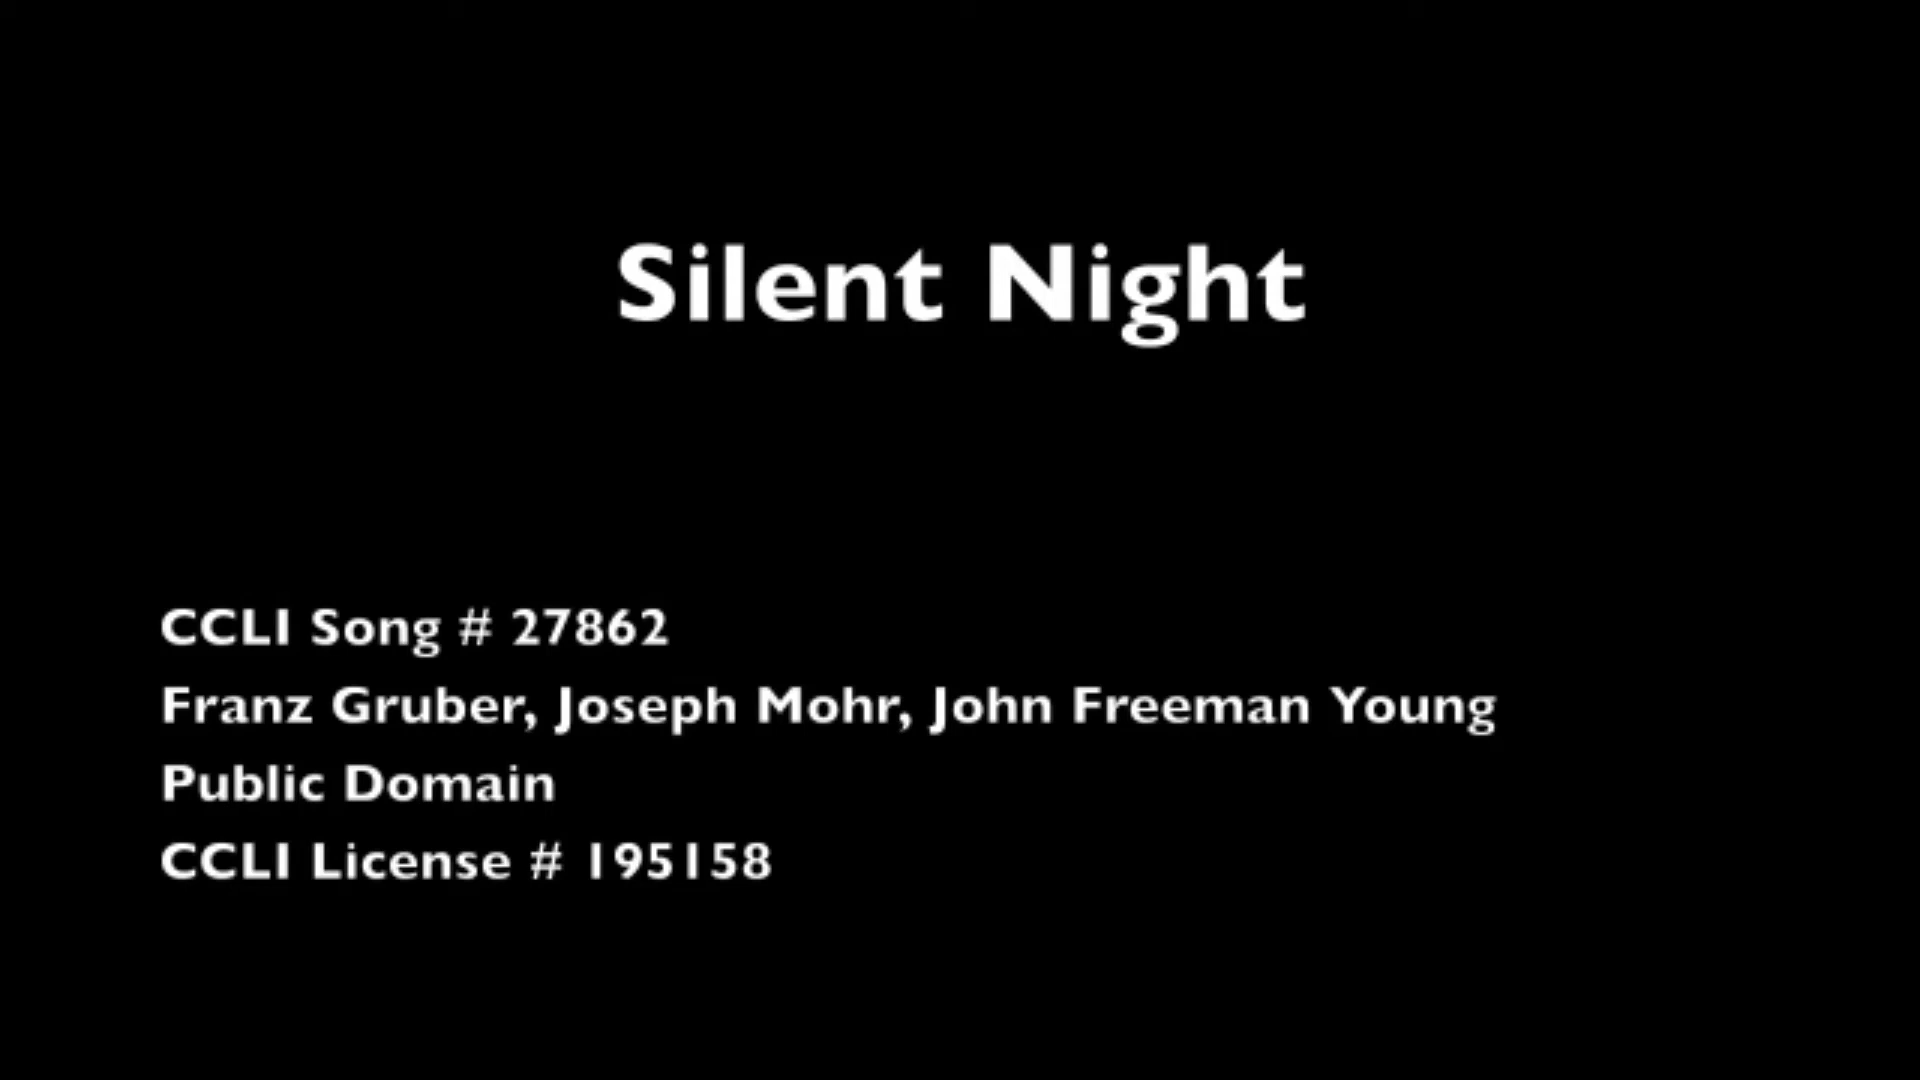 Silent Night
CCLI Song # 27862
Franz Gruber, Joseph Mohr, John Freeman Young
Public Domain
CCLI License # 195158